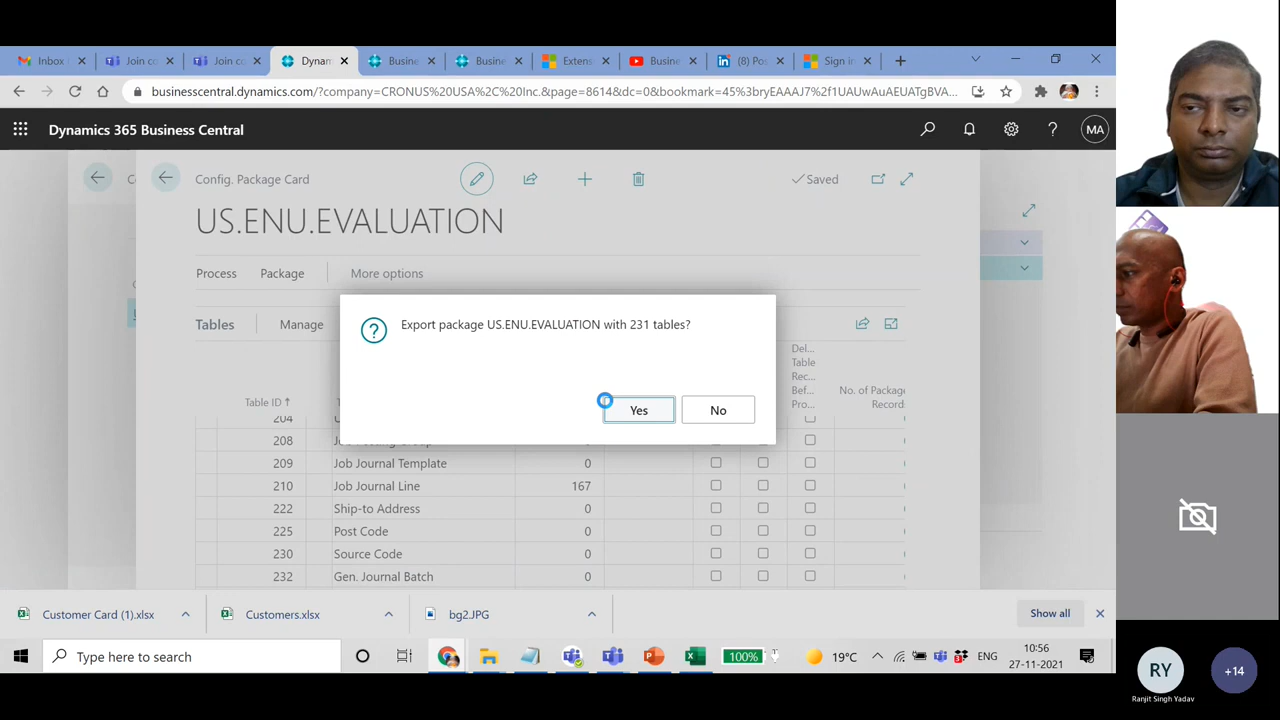 Inbox
Join co
Join co
Dynam
Busine
Busine
Extens
Busine
(8) Pos
Sign in
businesscentral.dynamics.com/?company=CRONUS%20USA%2C%20Inc.&page=8614&dc=0&bookmark=45%3bryEAAAJ7%2f1UAUwAuAEUATgBVA...
Dynamics 365 Business Central
MA
Config. Package Card
Saved
US.ENU.EVALUATION
Process
Package
More options
Export package US.ENU.EVALUATION with 231 tables?
Yes
No
Tables
Manage
Del...
Table
Rec...
Bef...
Pro...
No. of Package
Records
Table ID
204
208
209 Job Journal Template 0
210 Job Journal Line 167
222 Ship-to Address 0
225 Post Code 0
230 Source Code 0
232 Gen. Journal Batch 0
Customer Card (1).xlsx
Customers.xlsx
bg2.JPG
Show all
Type here to search
100%
19°C
ENG
10:56
27-11-2021
RY
Ranjit Singh Yadav
+14